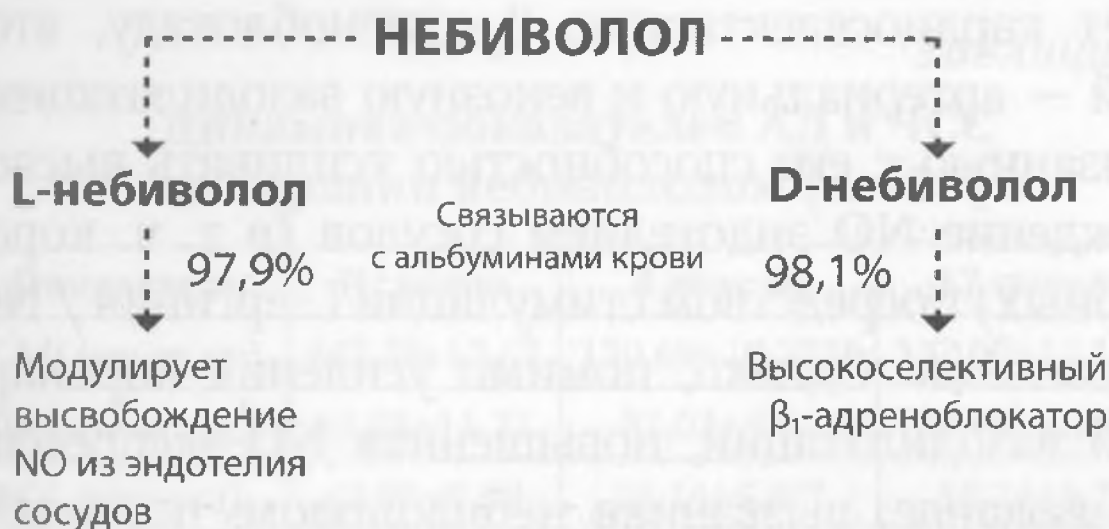 НЕБИВОЛОЛ
L-небиволол
Связываются
с альбуминами крови
D-небиволол
97,9%
98,1%
Модулирует
высвобождение
NO из эндотелия
сосудов
Высокоселективный
β₁-адреноблокатор